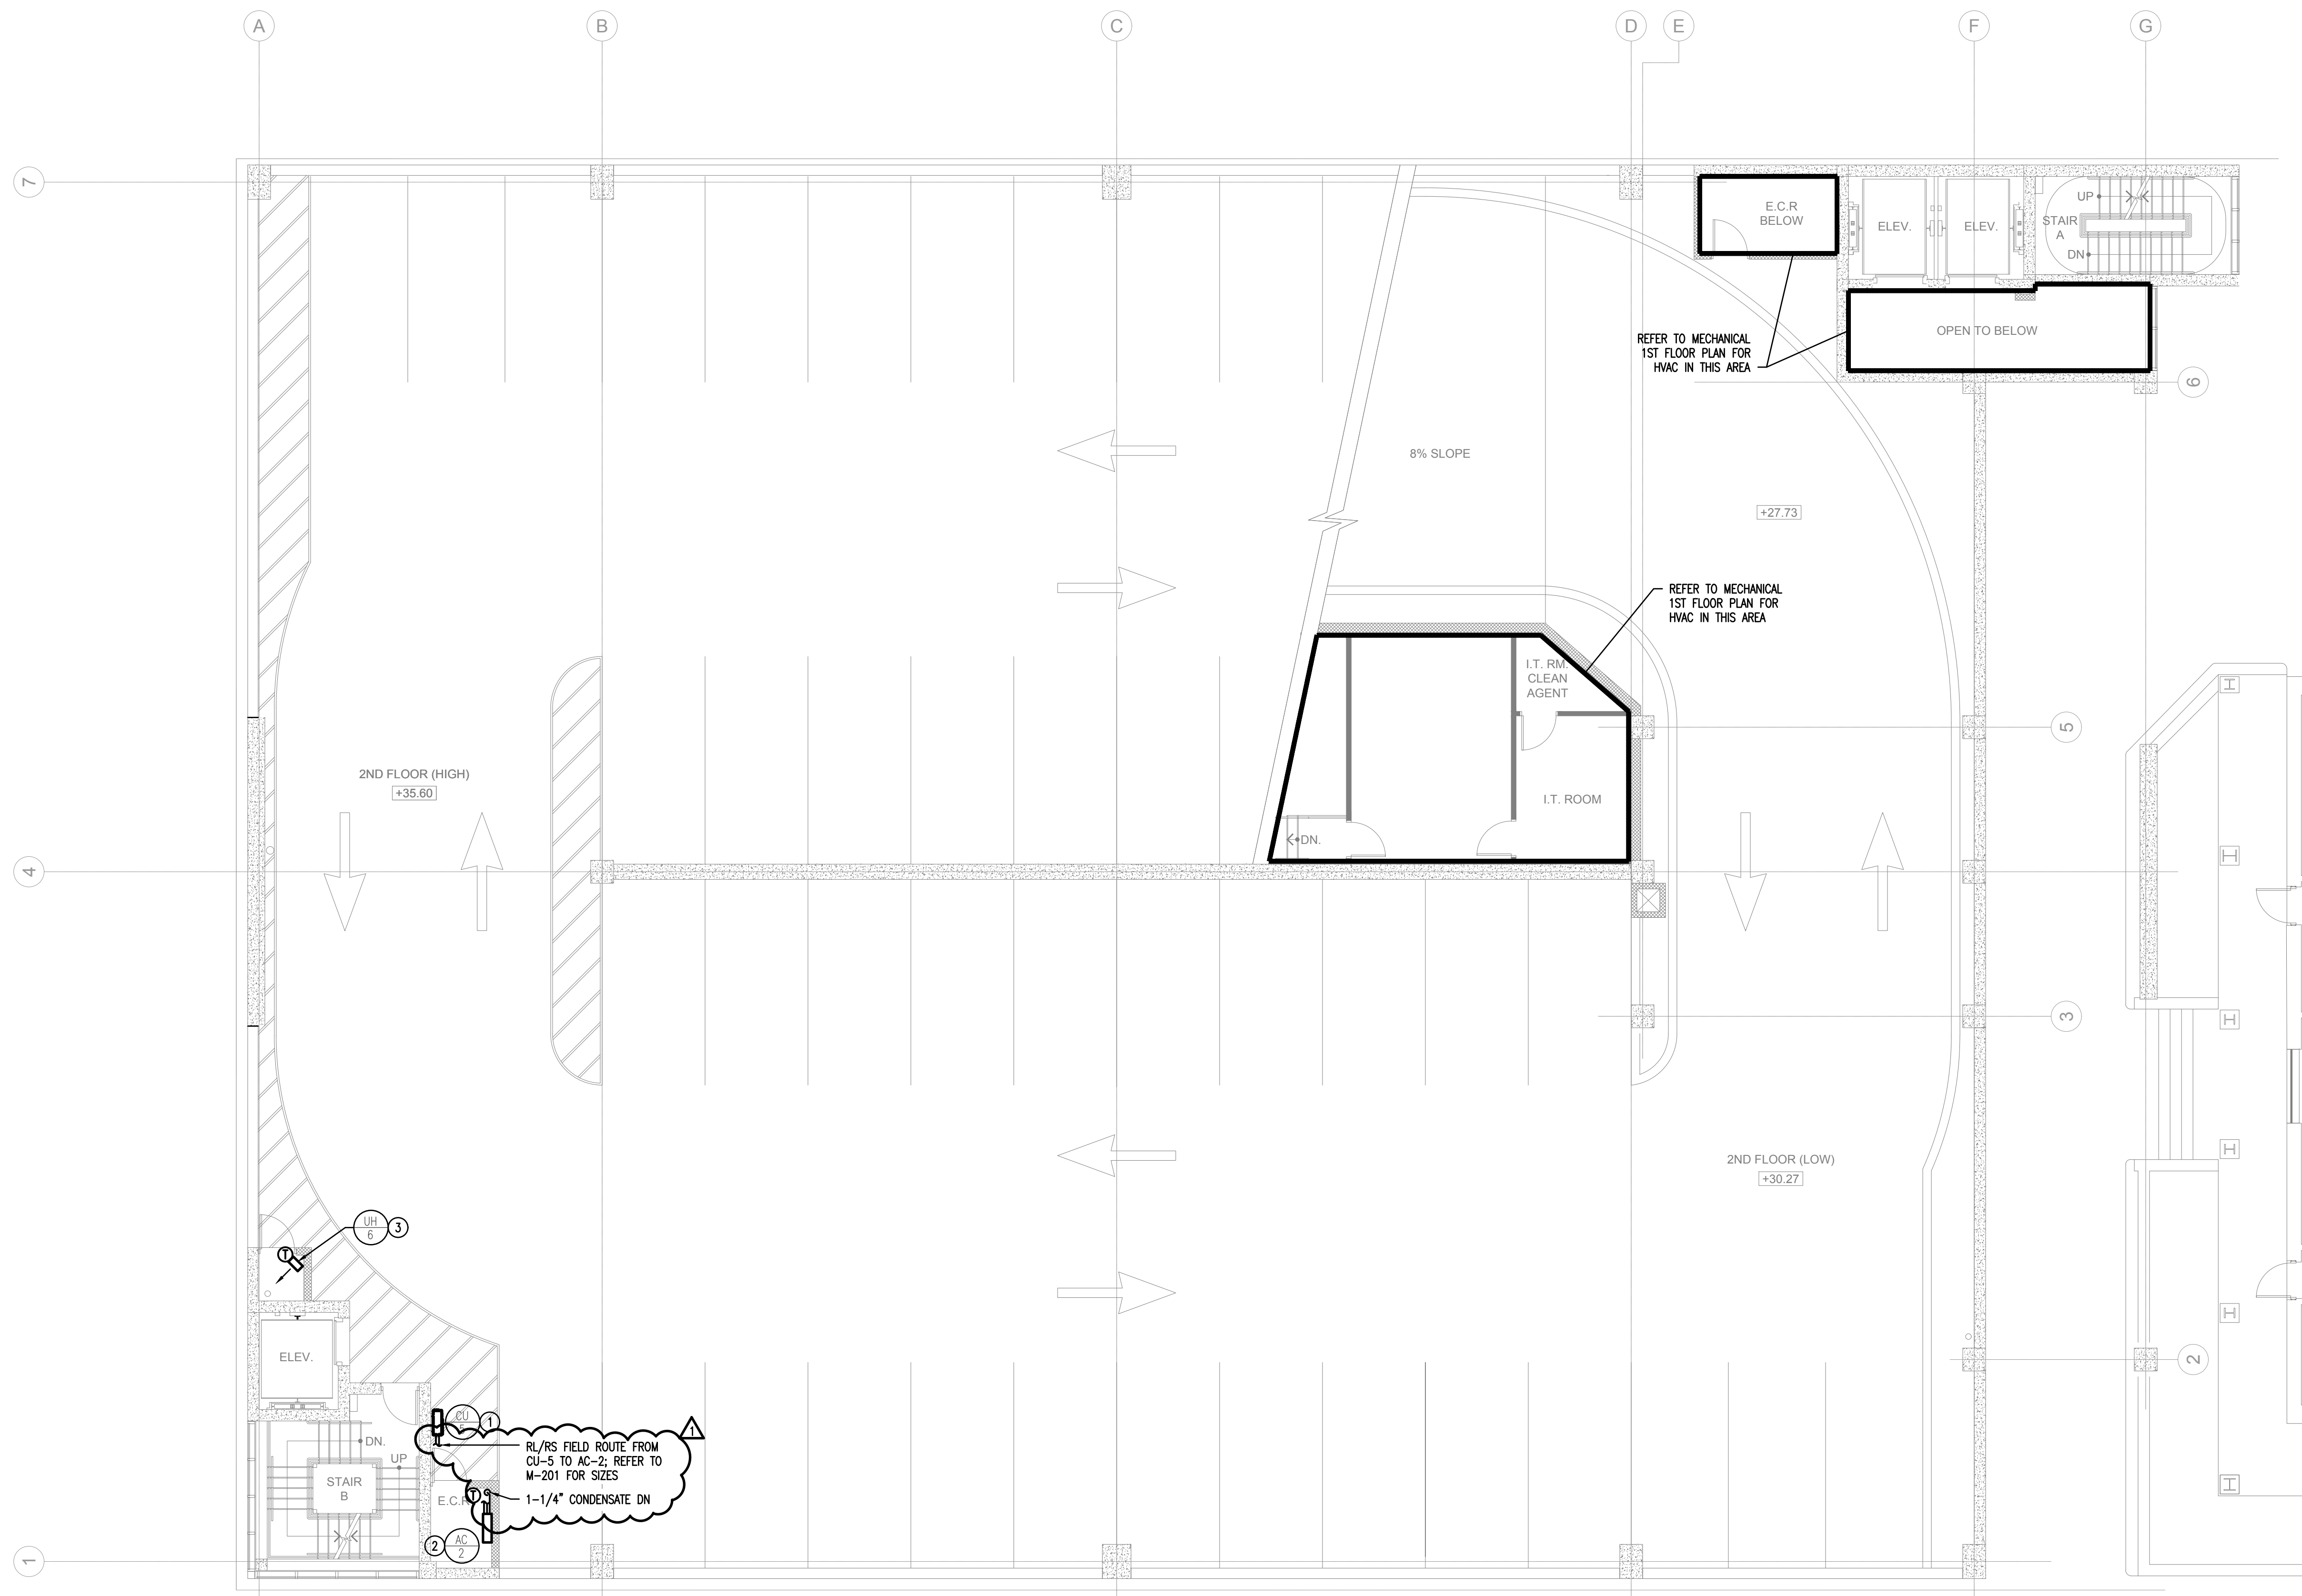 A
B
C
D
E
F
G
7
E.C.R
BELOW
ELEV.
ELEV.
UP
STAIR
A
DN
OPEN TO BELOW
REFER TO MECHANICAL
1ST FLOOR PLAN FOR
HVAC IN THIS AREA
6
8% SLOPE
+27.73
REFER TO MECHANICAL
1ST FLOOR PLAN FOR
HVAC IN THIS AREA
I.T. RM.
CLEAN
AGENT
5
2ND FLOOR (HIGH)
+35.60
I.T. ROOM
DN.
4
3
2ND FLOOR (LOW)
+30.27
UH
6
3
T
ELEV.
2
CU
5
1
1
RL/RS FIELD ROUTE FROM
CU-5 TO AC-2; REFER TO
M-201 FOR SIZES
1-1/4" CONDENSATE DN
DN.
UP
STAIR
B
E.C.R
T
2
AC
2
1
H
H
H
H
H
H